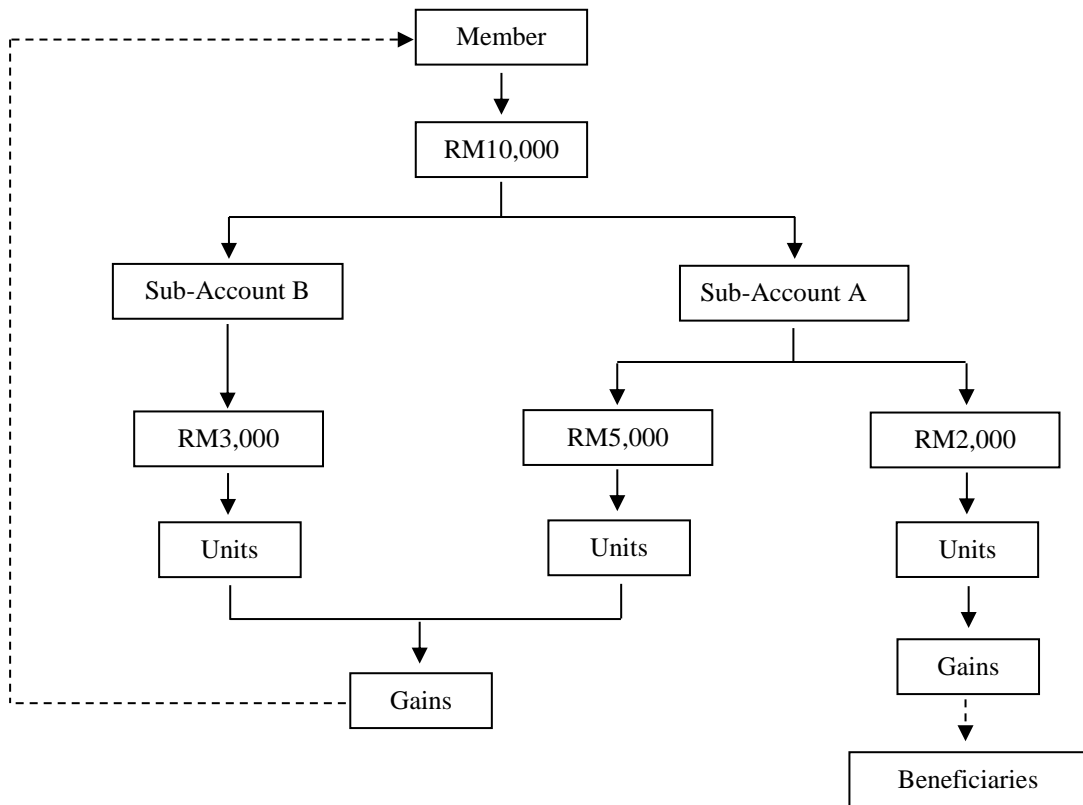 Member
RM10,000
Sub-Account B
Sub-Account A
RM3,000
RM5,000
RM2,000
Units
Units
Units
Gains
Gains
Beneficiaries